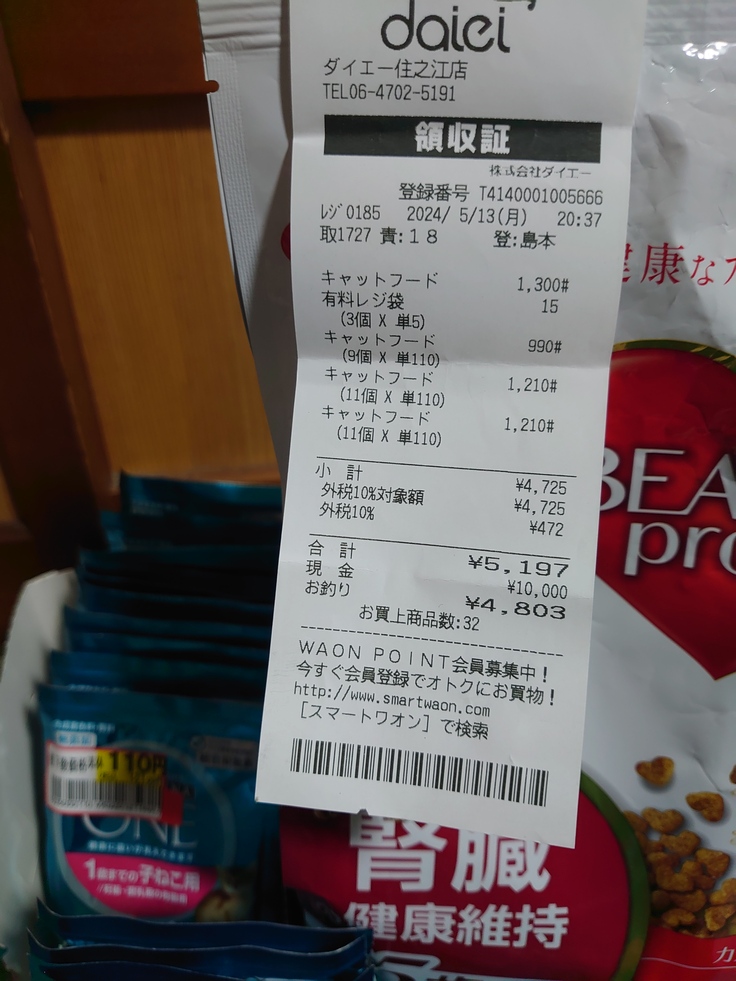 daiei
ダイエー住之江店
TEL06-4702-5191
領収証
株式会社ダイエー
登録番号 T4140001005666
ﾚｼﾞ0185 2024/ 5/13(月) 20:37
取1727 責:18 登:島本
キャットフード 1,300#
有料レジ袋 15
(3個 X 単5)
キャットフード 990#
(9個 X 単110)
キャットフード 1,210#
(11個 X 単110)
キャットフード 1,210#
(11個 X 単110)
小 計 ¥4,725
外税10%対象額 ¥4,725
外税10% ¥472
合 計 ¥5,197
現 金 ¥10,000
お釣り ¥4,803
お買上商品数:32
WAON POINT会員募集中!
今すぐ会員登録でオトクにお買物!
http://www.smartwaon.com
[スマートワオン]で検索
健康な
BEA
pro
腎臓
健康維持
カ
110円
ONE
1歳までの子ねこ用